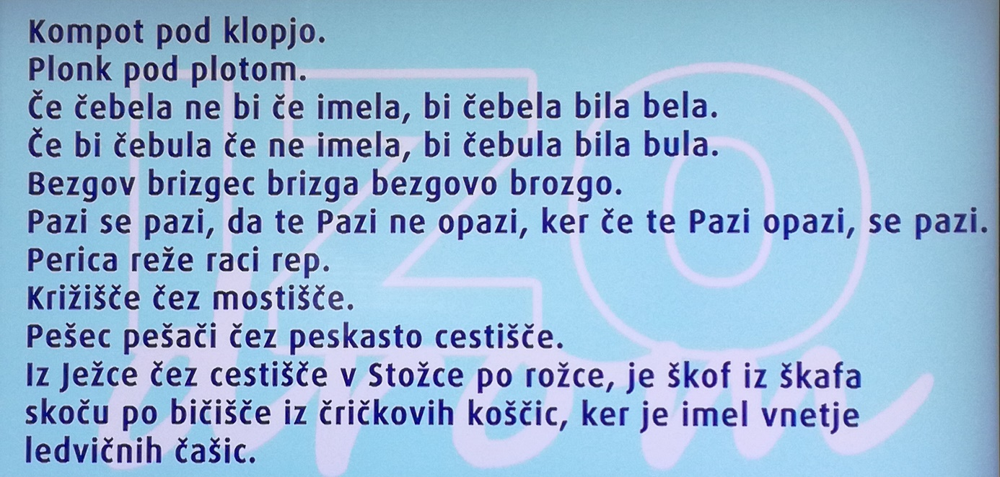 Kompot pod klopjo.
Plonk pod plotom.
Če čebela ne bi če imela, bi čebela bila bela.
Če bi čebula če ne imela, bi čebula bila bula.
Bezgov brizgec brizga bezgovo brozgo.
Pazi se pazi, da te Pazi ne opazi, ker če te Pazi opazi, se pazi.
Perica reže raci rep.
Križišče čez mostišče.
Pešec pešači čez peskasto cestišče.
Iz Ježce čez cestišče v Stožce po rožce, je škof iz škafa
skoču po bičišče iz čričkovih koščic, ker je imel vnetje
ledvičnih čašic.
IZO
drom